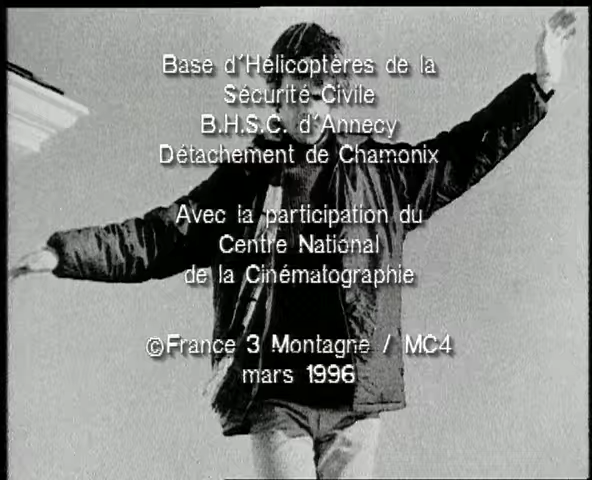 Base d'Hélicoptères de la
Sécurité Civile
B.H.S.C. d'Annecy
Détachement de Chamonix
Avec la participation du
Centre National
de la Cinématographie
©France 3 Montagne / MC4
mars 1996